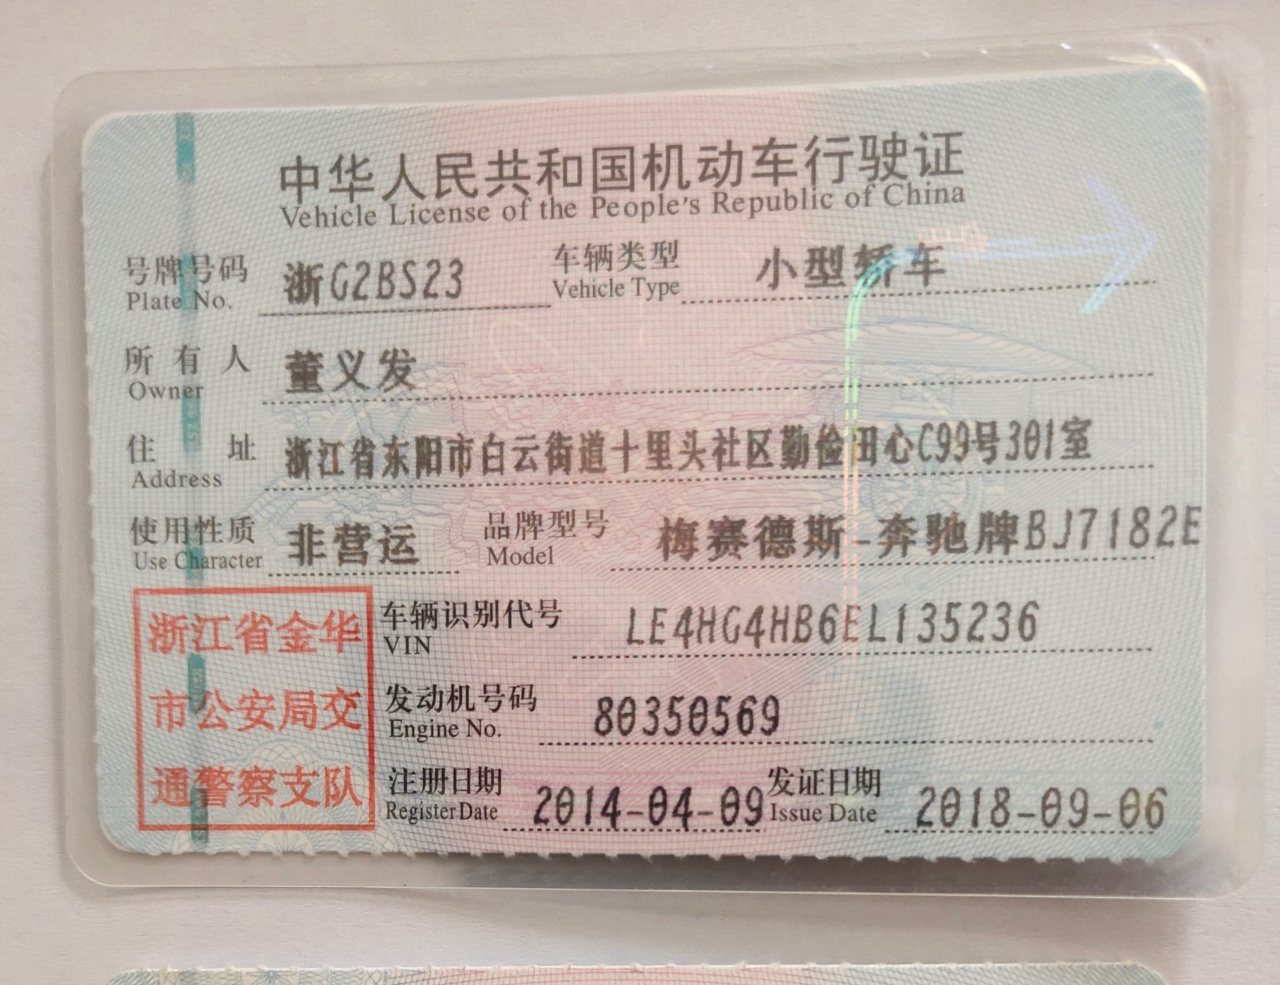 中华人民共和国机动车行驶证
Vehicle License of the People's Republic of China
号牌号码 浙G2BS23 车辆类型 小型轿车
Plate No. Vehicle Type
所有人 董义发
Owner
住址 浙江省东阳市白云街道十里头社区勤俭田心C99号301室
Address
使用性质 非营运 品牌型号 梅赛德斯-奔驰牌BJ7182E
Use Character Model
浙江省金华
市公安局交
通警察支队
车辆识别代号 LE4HG4HB6EL135236
VIN
发动机号码 80350569
Engine No.
注册日期 2014-04-09 发证日期 2018-09-06
Register Date Issue Date